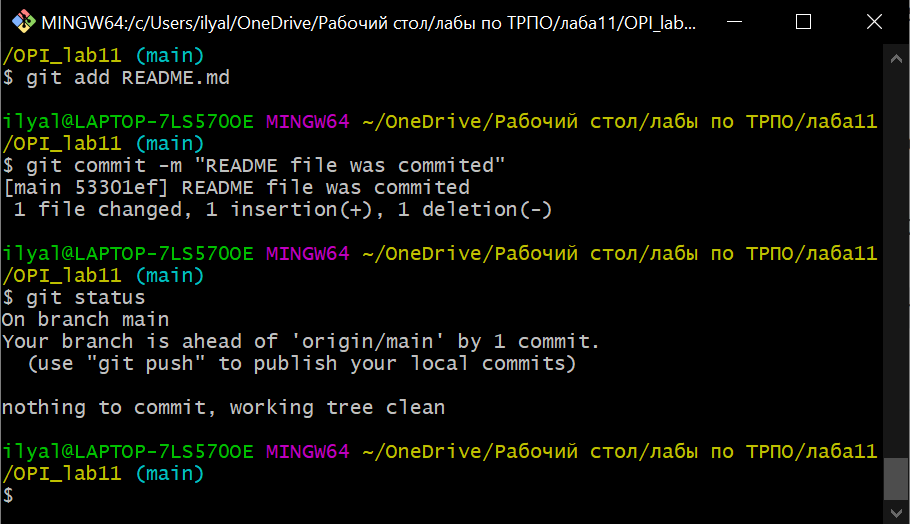 MINGW64:/c/Users/ilyal/OneDrive/Рабочий стол/лабы по ТРПО/лаба11/OPI_lab...
/OPI_lab11 (main)
$ git add README.md
ilyal@LAPTOP-7LS57OOE MINGW64 ~/OneDrive/Рабочий стол/лабы по ТРПО/лаба11
/OPI_lab11 (main)
$ git commit -m "README file was commited"
[main 53301ef] README file was commited
1 file changed, 1 insertion(+), 1 deletion(-)
ilyal@LAPTOP-7LS57OOE MINGW64 ~/OneDrive/Рабочий стол/лабы по ТРПО/лаба11
/OPI_lab11 (main)
$ git status
On branch main
Your branch is ahead of 'origin/main' by 1 commit.
(use "git push" to publish your local commits)
nothing to commit, working tree clean
ilyal@LAPTOP-7LS57OOE MINGW64 ~/OneDrive/Рабочий стол/лабы по ТРПО/лаба11
/OPI_lab11 (main)
$